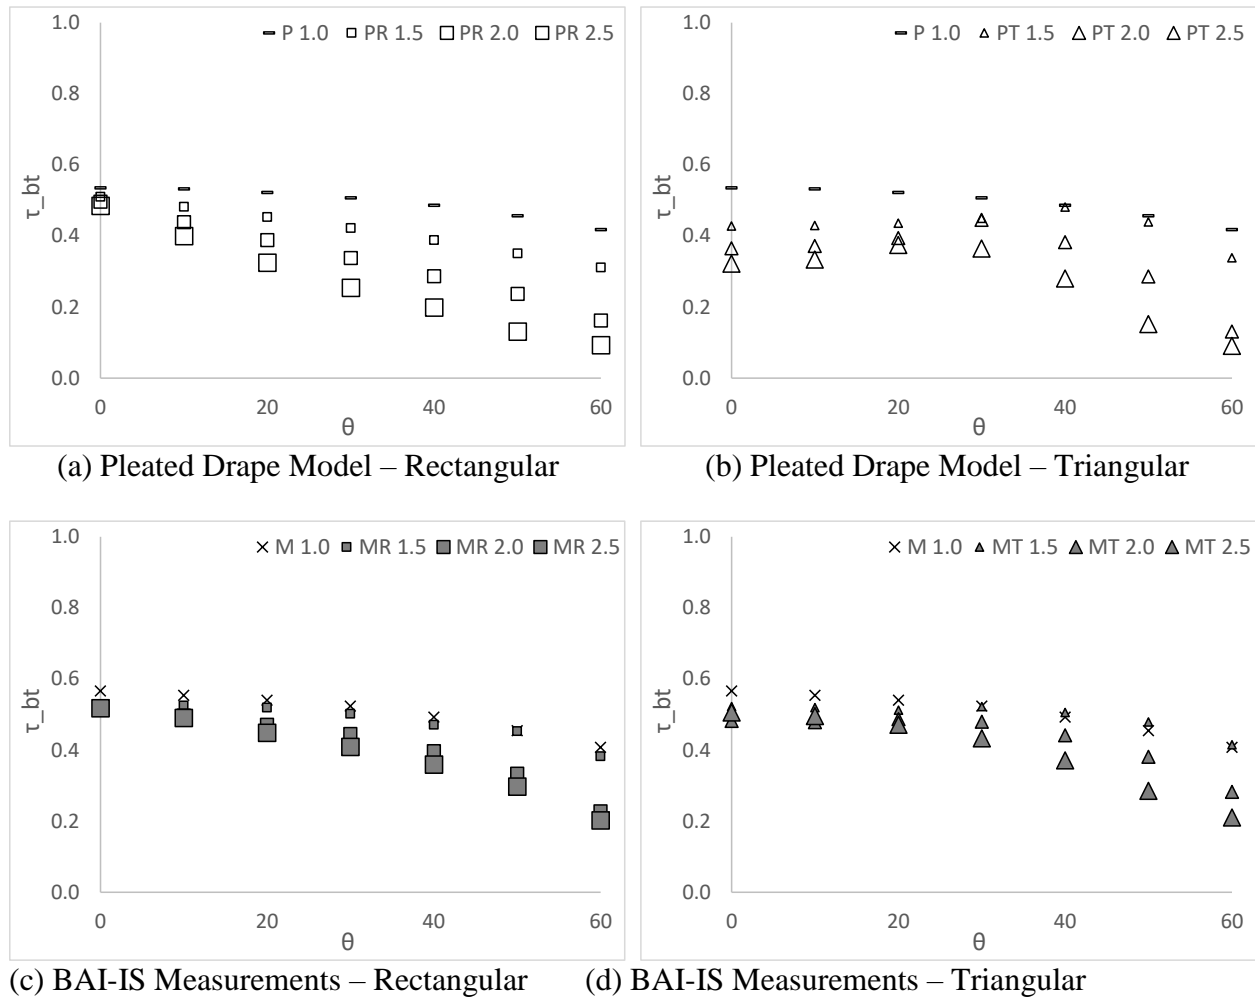 1.0
P 1.0 PR 1.5 PR 2.0 PR 2.5
0.8
0.6
τ_bt
0.4
0.2
0.0
0 20 40 60
θ
(a) Pleated Drape Model – Rectangular
1.0
P 1.0 PT 1.5 PT 2.0 PT 2.5
0.8
0.6
τ_bt
0.4
0.2
0.0
0 20 40 60
θ
(b) Pleated Drape Model – Triangular
1.0
M 1.0 MR 1.5 MR 2.0 MR 2.5
0.8
0.6
τ_bt
0.4
0.2
0.0
0 20 40 60
θ
(c) BAI-IS Measurements – Rectangular
1.0
M 1.0 MT 1.5 MT 2.0 MT 2.5
0.8
0.6
τ_bt
0.4
0.2
0.0
0 20 40 60
θ
(d) BAI-IS Measurements – Triangular